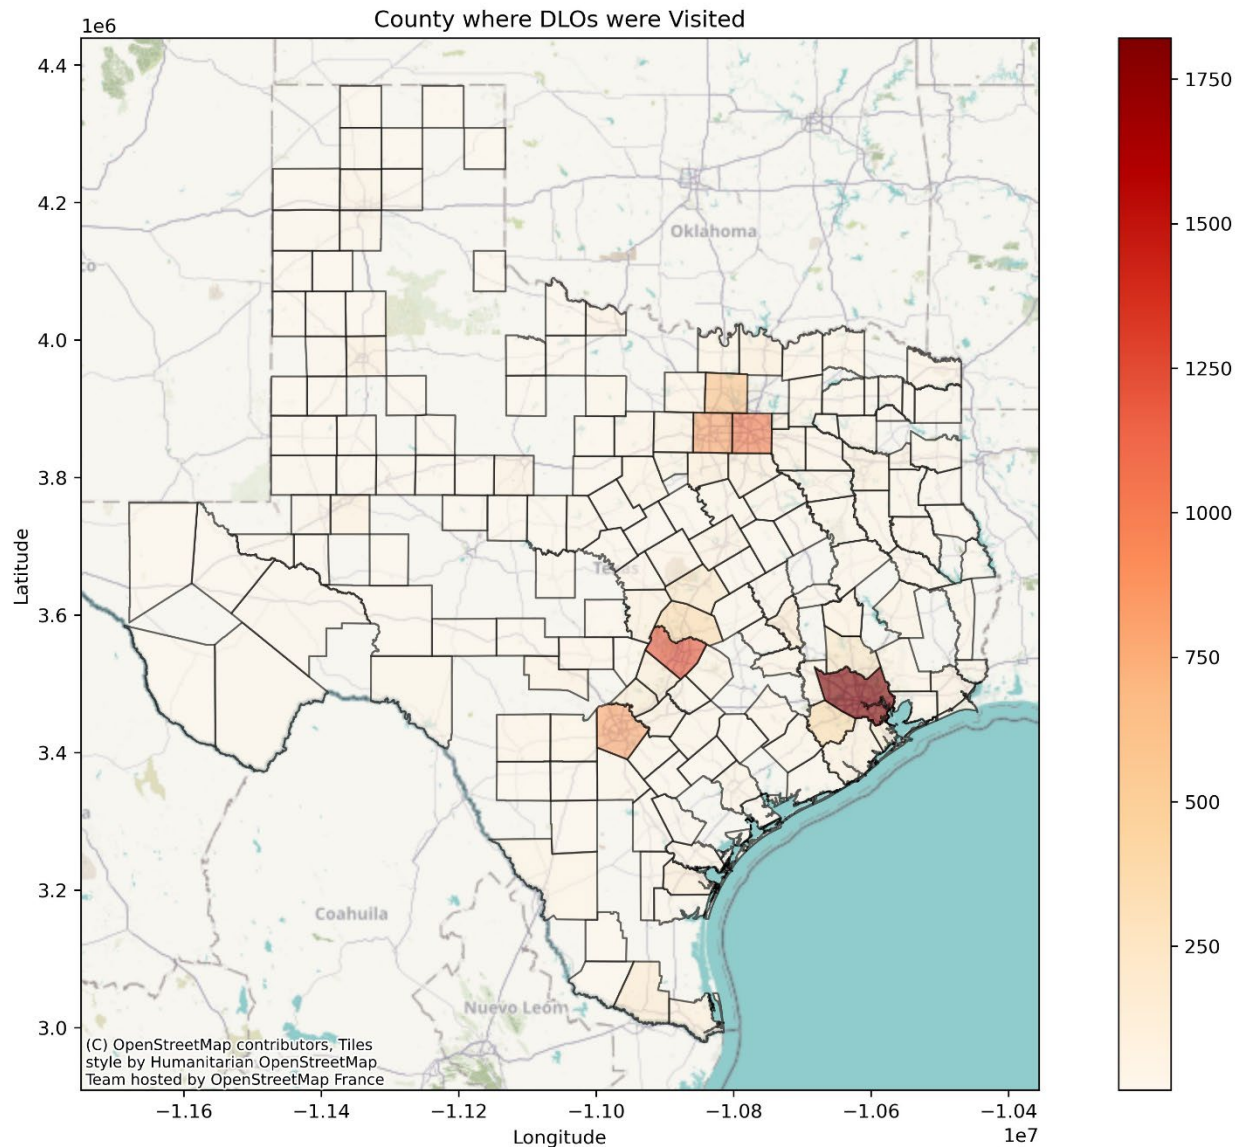 County where DLOs were Visited
1e6
4.4
4.2
4.0
3.8
3.6
3.4
3.2
3.0
Latitude
Oklahoma
Coahuila
Nuevo León
(C) OpenStreetMap contributors, Tiles
style by Humanitarian OpenStreetMap
Team hosted by OpenStreetMap France
−1.16
−1.14
−1.12
−1.10
−1.08
−1.06
−1.04
1e7
Longitude
1750
1500
1250
1000
750
500
250